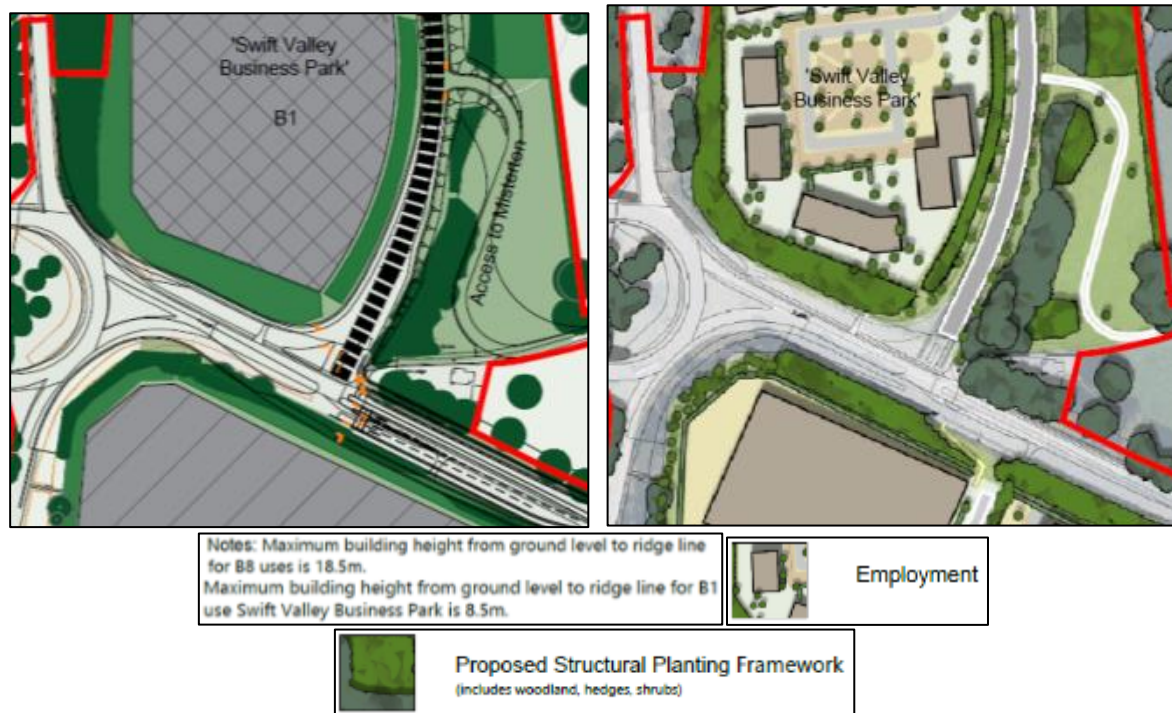 'Swift Valley
Business Park'
B1
Access to Misterton
'Swift Valley
Business Park'
Notes: Maximum building height from ground level to ridge line
for B8 uses is 18.5m.
Maximum building height from ground level to ridge line for B1
use Swift Valley Business Park is 8.5m.
Employment
Proposed Structural Planting Framework
(includes woodland, hedges, shrubs)